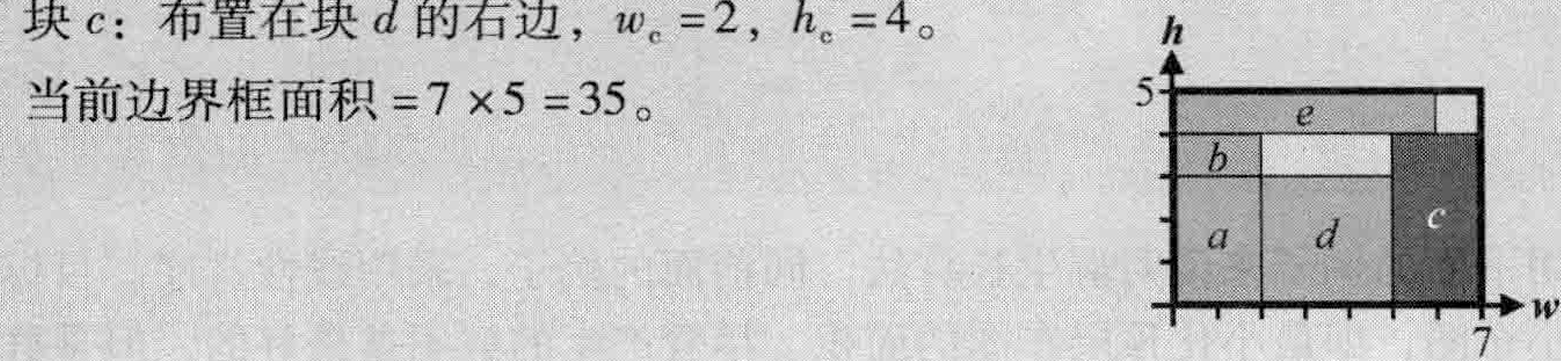 块 c：布置在块 d 的右边，w_c = 2，h_c = 4。
当前边界框面积 = 7 × 5 = 35。
h
5
e
b
a
d
c
w
7